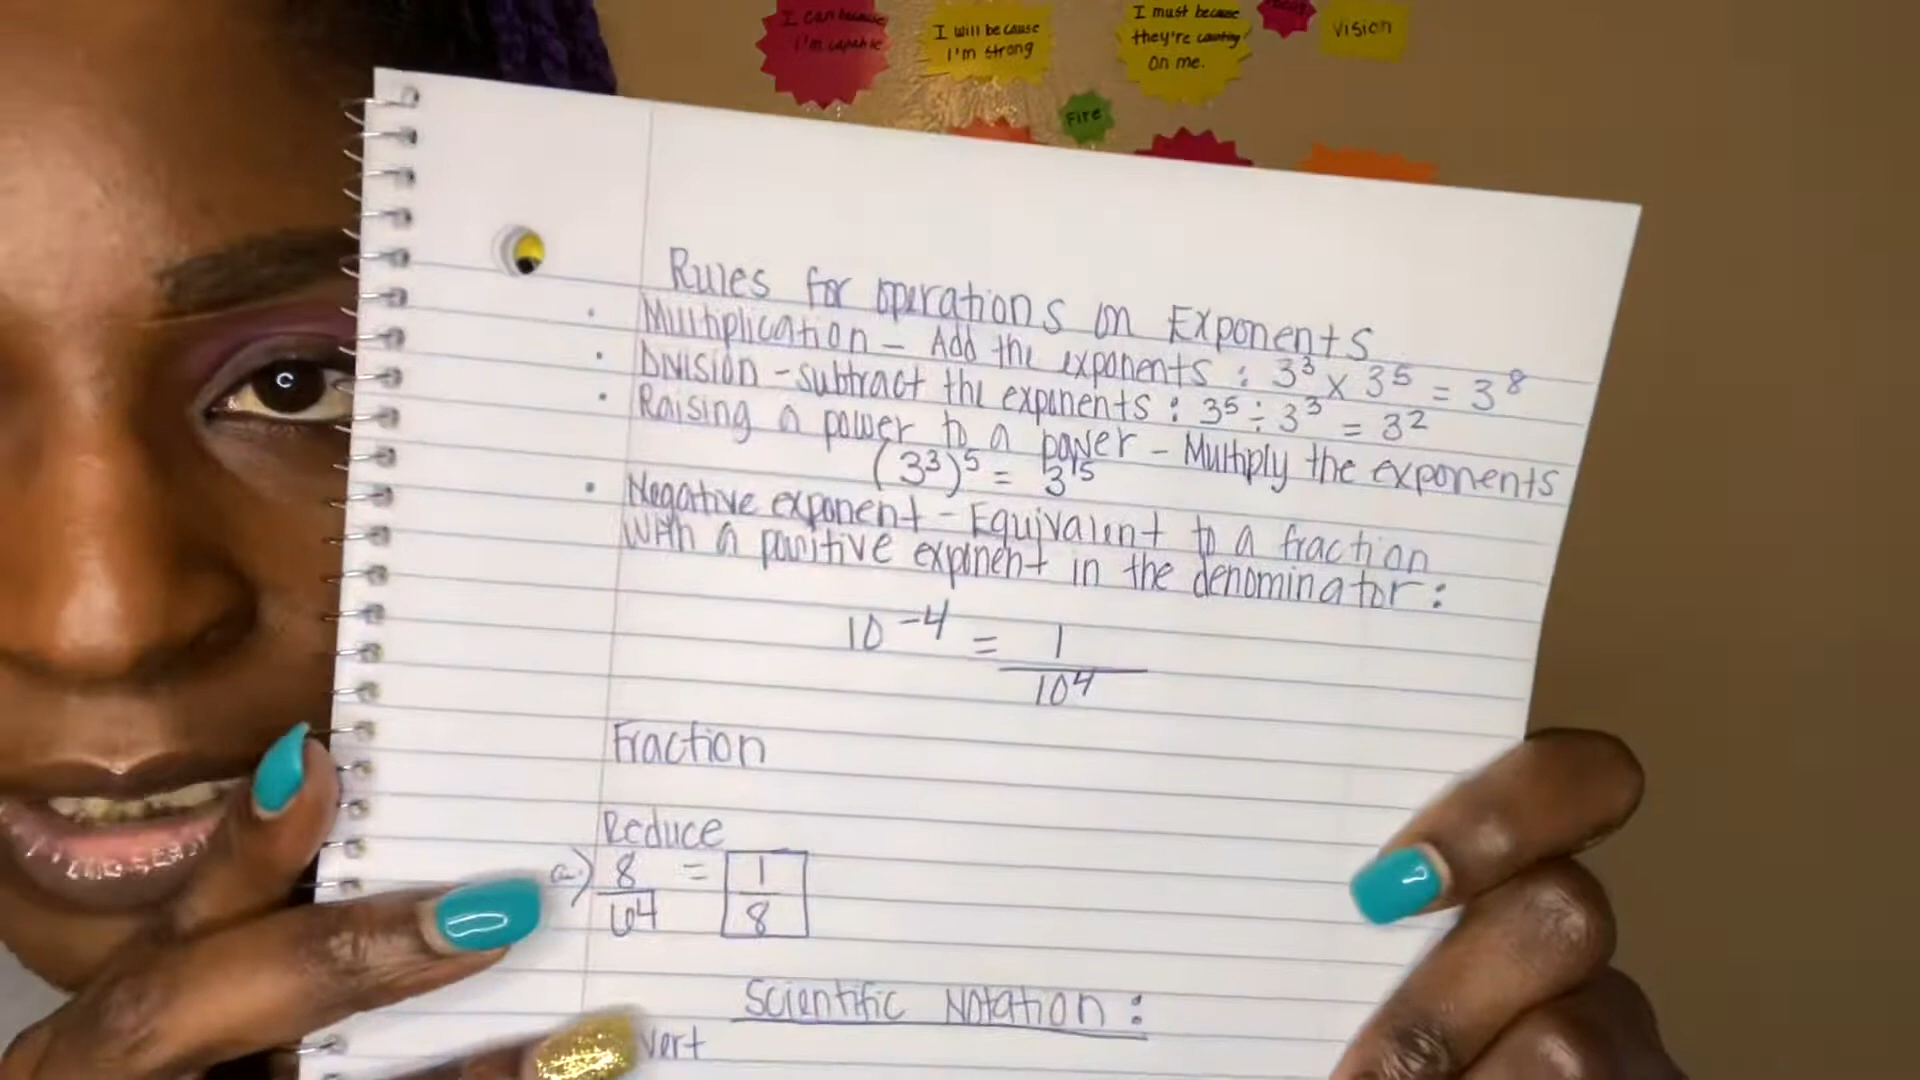 I can because
I'm capable
I will because
I'm strong
I must because
they're counting
on me.
Vision
Fire
Rules for operations on Exponents
• Multiplication - Add the exponents : 3³ x 3⁵ = 3⁸
• Division - subtract the exponents : 3⁵ ÷ 3³ = 3²
• Raising a power to a power - Multiply the exponents
(3³)⁵ = 3¹⁵
• Negative exponent - Equivalent to a fraction
with a positive exponent in the denominator :
10⁻⁴ = 1
10⁴
Fraction
Reduce
a) 8 = 1
64 8
Scientific Notation :
vert